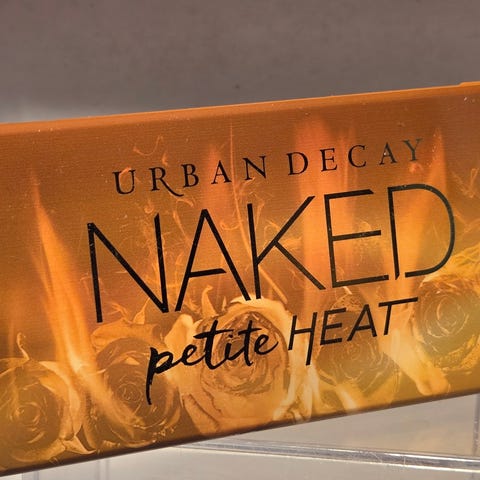 URBAN DECAY
NAKED
petite HEAT